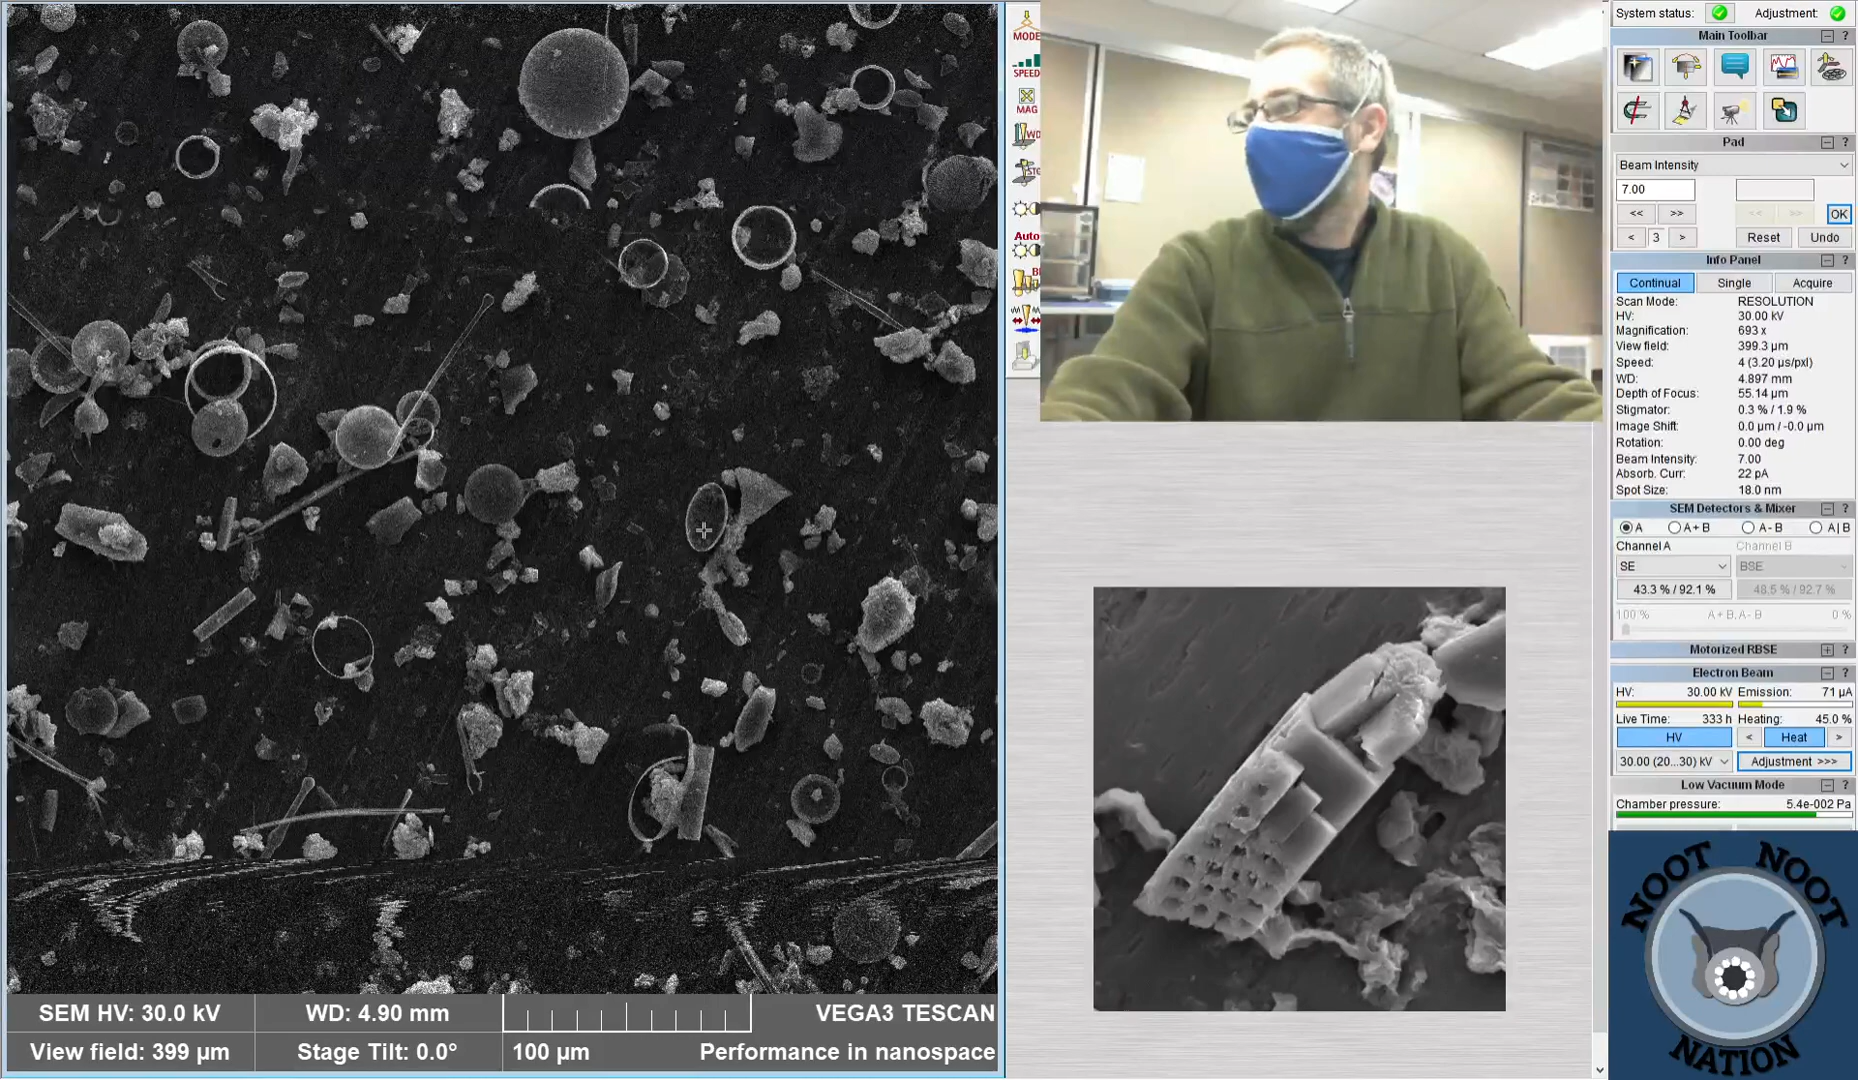 SEM HV: 30.0 kV
WD: 4.90 mm
VEGA3 TESCAN
View field: 399 µm
Stage Tilt: 0.0°
100 µm
Performance in nanospace
MODE
SPEED
MAG
WD
Auto
System status:
Adjustment:
Main Toolbar
Pad
Beam Intensity
7.00
<< >>
<< >>
OK
< 3 >
Reset
Undo
Info Panel
Continual
Single
Acquire
Scan Mode: RESOLUTION
HV: 30.00 kV
Magnification: 693 x
View field: 399.3 µm
Speed: 4 (3.20 µs/pxl)
WD: 4.897 mm
Depth of Focus: 55.14 µm
Stigmator: 0.3 % / 1.9 %
Image Shift: 0.0 µm / -0.0 µm
Rotation: 0.00 deg
Beam Intensity: 7.00
Absorb. Curr: 22 pA
Spot Size: 18.0 nm
SEM Detectors & Mixer
A A + B A - B A | B
Channel A Channel B
SE BSE
43.3 % / 92.1 % 48.5 % / 92.7 %
100 % A + B, A - B 0 %
Motorized RBSE
Electron Beam
HV: 30.00 kV Emission: 71 µA
Live Time: 333 h Heating: 45.0 %
HV < Heat >
30.00 (20...30) kV Adjustment >>>
Low Vacuum Mode
Chamber pressure: 5.4e-002 Pa
NOOT NOOT
NATION